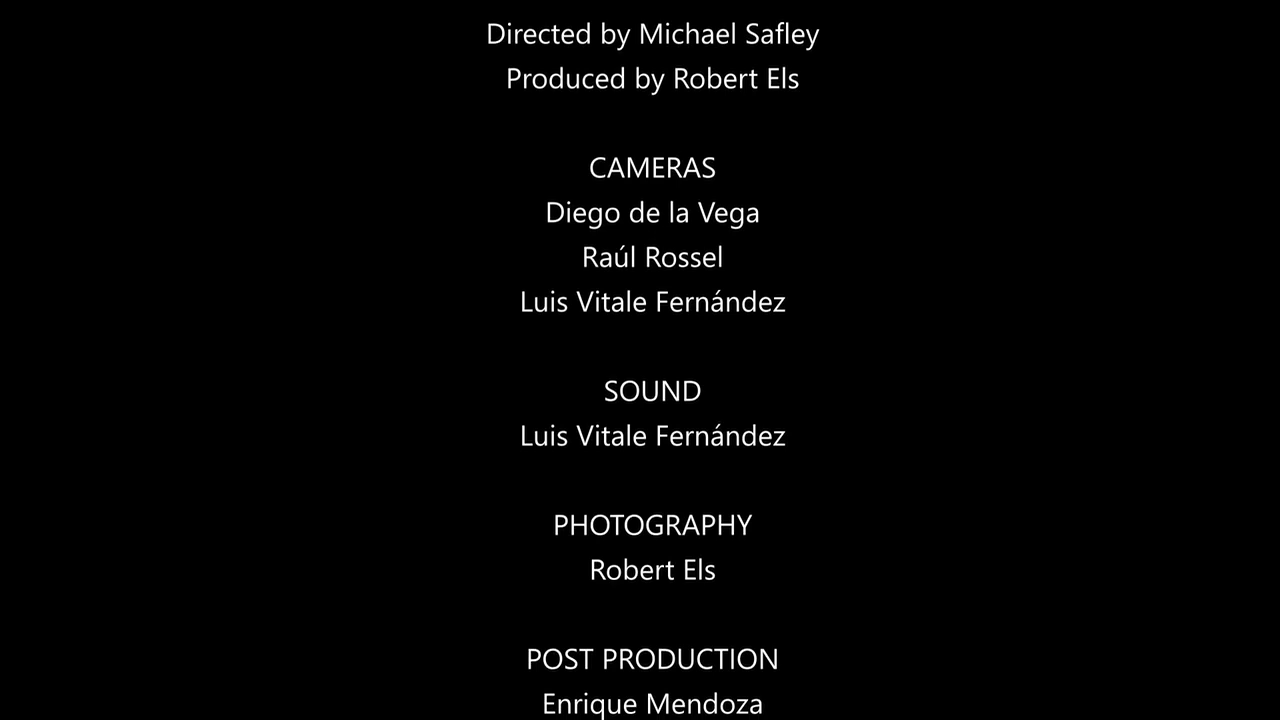 Directed by Michael Safley
Produced by Robert Els
CAMERAS
Diego de la Vega
Raúl Rossel
Luis Vitale Fernández
SOUND
Luis Vitale Fernández
PHOTOGRAPHY
Robert Els
POST PRODUCTION
Enrique Mendoza